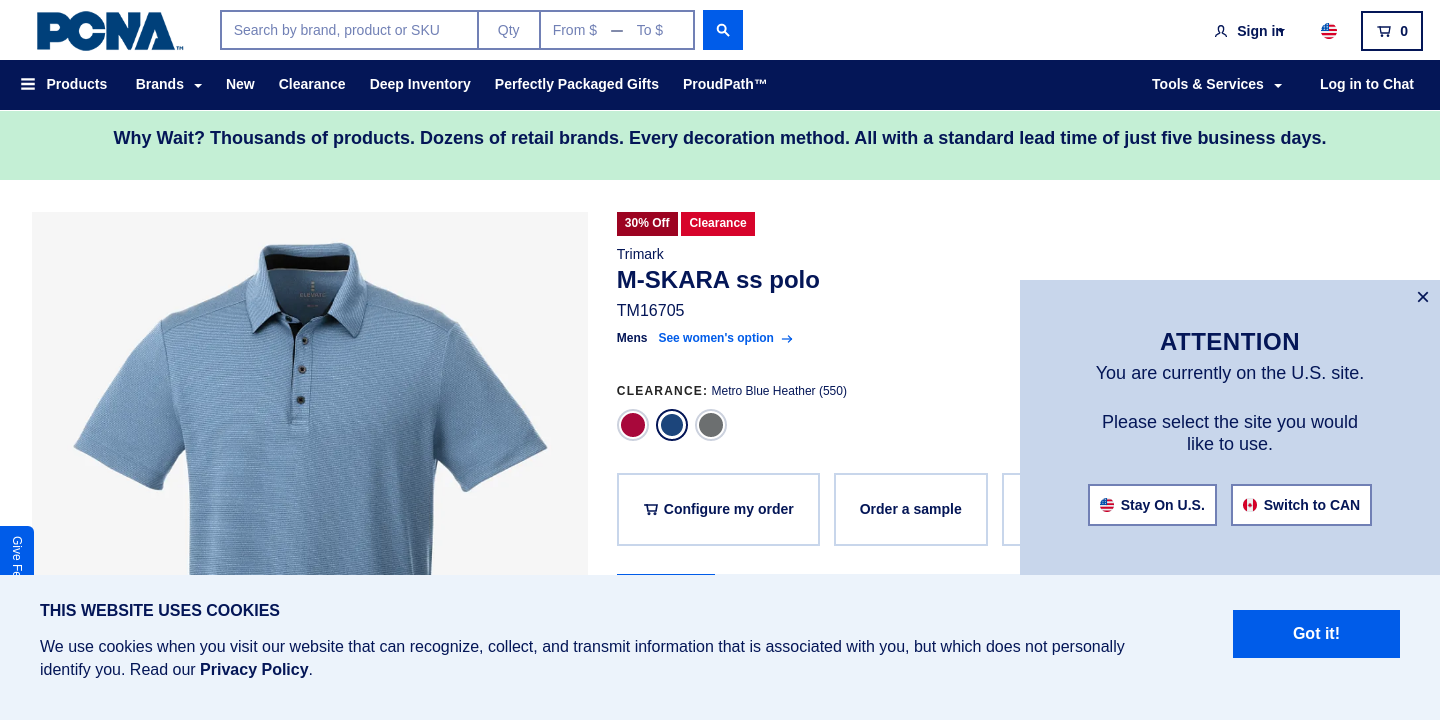 PCNA™
Search by brand, product or SKU
Qty
From $ — To $
Sign in
0
Products
Brands
New
Clearance
Deep Inventory
Perfectly Packaged Gifts
ProudPath™
Tools & Services
Log in to Chat
Why Wait? Thousands of products. Dozens of retail brands. Every decoration method. All with a standard lead time of just five business days.
30% Off
Clearance
Trimark
M-SKARA ss polo
TM16705
Mens See women's option
CLEARANCE: Metro Blue Heather (550)
Configure my order
Order a sample
ATTENTION
You are currently on the U.S. site.
Please select the site you would
like to use.
Stay On U.S.
Switch to CAN
Give
THIS WEBSITE USES COOKIES
We use cookies when you visit our website that can recognize, collect, and transmit information that is associated with you, but which does not personally
identify you. Read our Privacy Policy.
Got it!